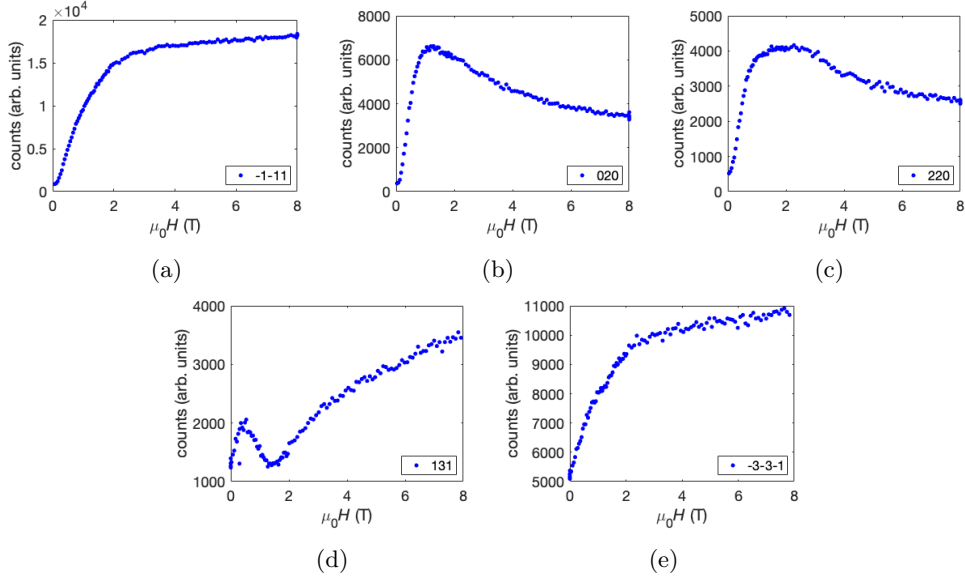 2 ×10^4
1.5
1
0.5
0
0 2 4 6 8
counts (arb. units)
μ0H (T)
-1-11
(a)
8000
6000
4000
2000
0
0 2 4 6 8
counts (arb. units)
μ0H (T)
020
(b)
5000
4000
3000
2000
1000
0
0 2 4 6 8
counts (arb. units)
μ0H (T)
220
(c)
4000
3000
2000
1000
0 2 4 6 8
counts (arb. units)
μ0H (T)
131
(d)
11000
10000
9000
8000
7000
6000
5000
0 2 4 6 8
counts (arb. units)
μ0H (T)
-3-3-1
(e)